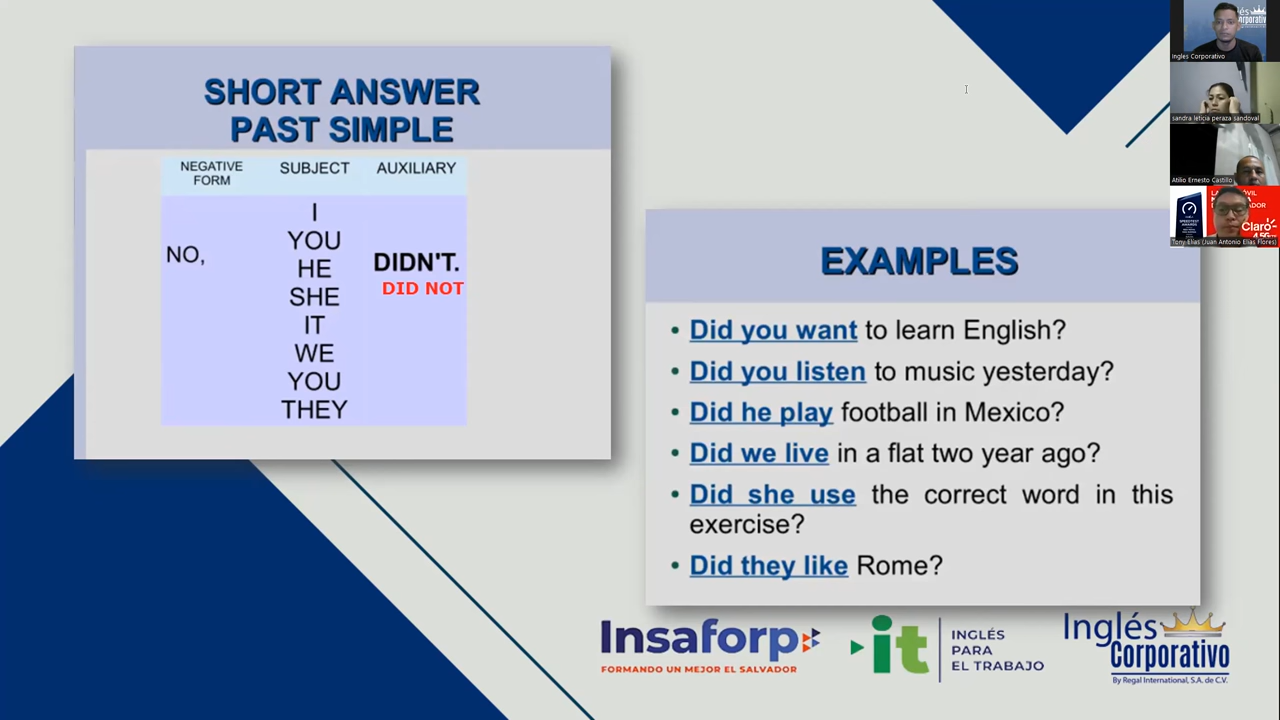 SHORT ANSWER
PAST SIMPLE
NEGATIVE
FORM
SUBJECT
AUXILIARY
NO,
I
YOU
HE
SHE
IT
WE
YOU
THEY
DIDN'T.
DID NOT
EXAMPLES
• Did you want to learn English?
• Did you listen to music yesterday?
• Did he play football in Mexico?
• Did we live in a flat two year ago?
• Did she use the correct word in this
exercise?
• Did they like Rome?
Insaforp
FORMANDO UN MEJOR EL SALVADOR
it
INGLÉS
PARA
EL TRABAJO
Inglés
Corporativo
By Regal International, S.A. de C.V.
Ingles Corporativo
sandra leticia peraza sandoval
Atilio Ernesto Castillo
Claro
Tony Elias (Juan Antonio Elias Flores)